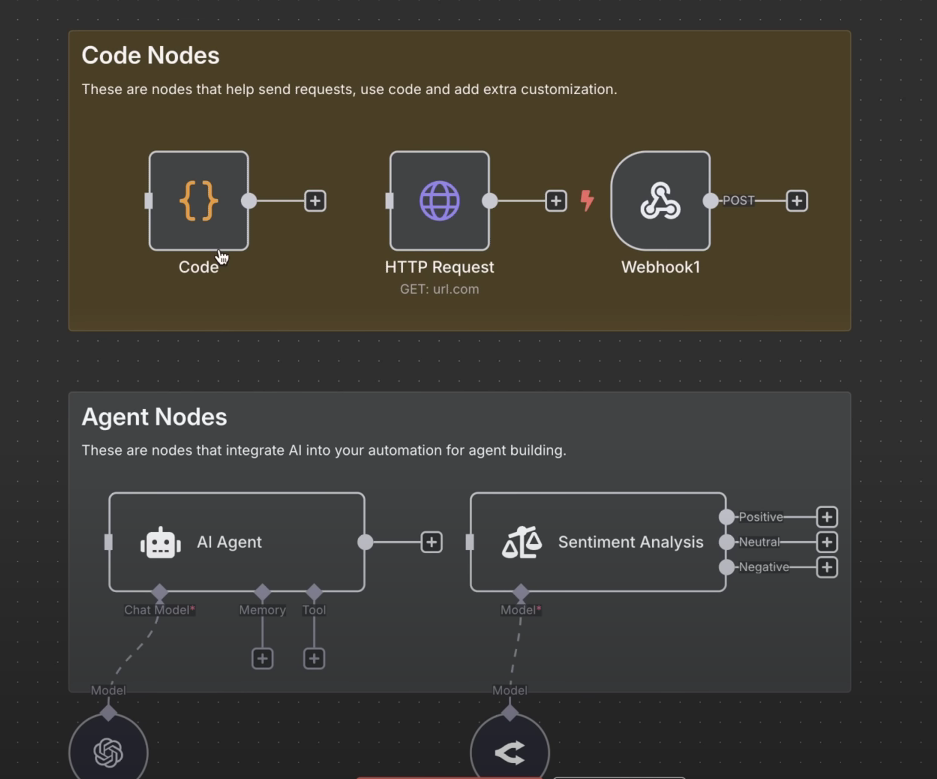 Code Nodes
These are nodes that help send requests, use code and add extra customization.
POST
Code
HTTP Request
Webhook1
GET: url.com
Agent Nodes
These are nodes that integrate AI into your automation for agent building.
AI Agent
Sentiment Analysis
Positive
Neutral
Negative
Chat Model*
Memory
Tool
Model*
Model
Model